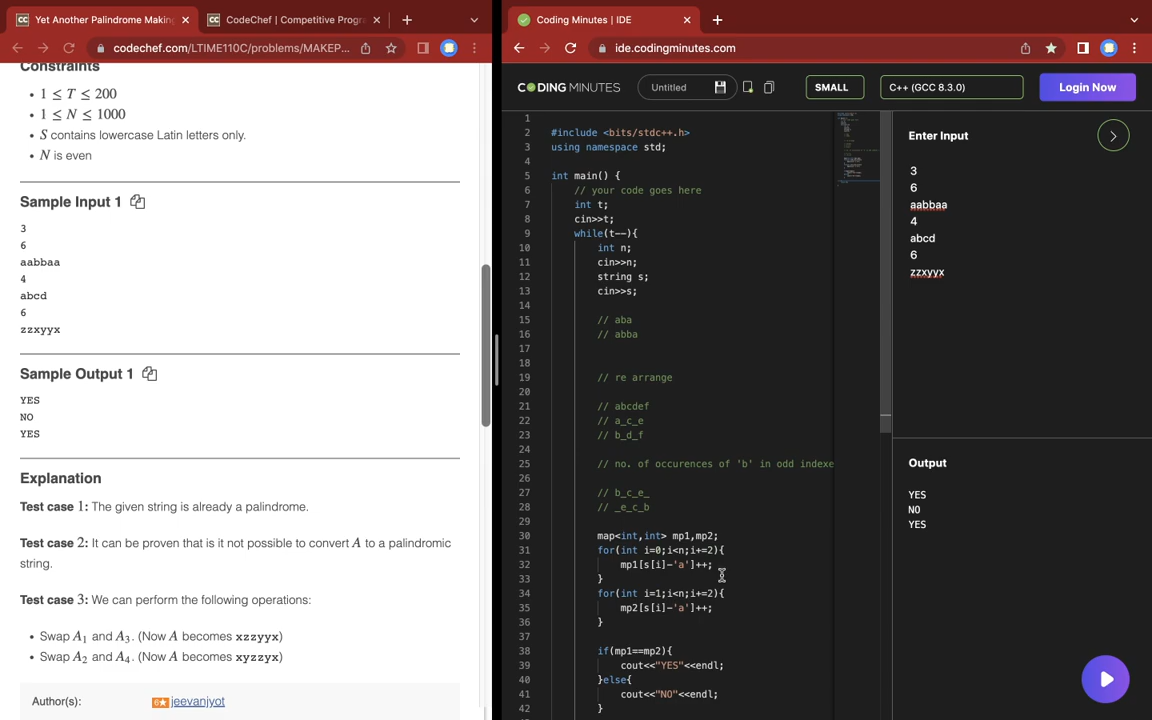 Yet Another Palindrome Making
CodeChef | Competitive Progra
codechef.com/LTIME110C/problems/MAKEP...
Constraints
1 ≤ T ≤ 200
1 ≤ N ≤ 1000
S contains lowercase Latin letters only.
N is even
Sample Input 1
3
6
aabbaa
4
abcd
6
zzxyyx
Sample Output 1
YES
NO
YES
Explanation
Test case 1: The given string is already a palindrome.
Test case 2: It can be proven that is it not possible to convert A to a palindromic
string.
Test case 3: We can perform the following operations:
Swap A1 and A3. (Now A becomes xzzyyx)
Swap A2 and A4. (Now A becomes xyzzyx)
Author(s): 6★ jeevanjyot
Coding Minutes | IDE
ide.codingminutes.com
CODING MINUTES
Untitled
SMALL
C++ (GCC 8.3.0)
Login Now
1
2 #include <bits/stdc++.h>
3 using namespace std;
4
5 int main() {
6 // your code goes here
7 int t;
8 cin>>t;
9 while(t--){
10 int n;
11 cin>>n;
12 string s;
13 cin>>s;
14
15 // aba
16 // abba
17
18
19 // re arrange
20
21 // abcdef
22 // a_c_e
23 // b_d_f
24
25 // no. of occurences of 'b' in odd indexe
26
27 // b_c_e_
28 // _e_c_b
29
30 map<int,int> mp1,mp2;
31 for(int i=0;i<n;i+=2){
32 mp1[s[i]-'a']++;
33 }
34 for(int i=1;i<n;i+=2){
35 mp2[s[i]-'a']++;
36 }
37
38 if(mp1==mp2){
39 cout<<"YES"<<endl;
40 }else{
41 cout<<"NO"<<endl;
42 }
Enter Input
3
6
aabbaa
4
abcd
6
zzxyyx
Output
YES
NO
YES